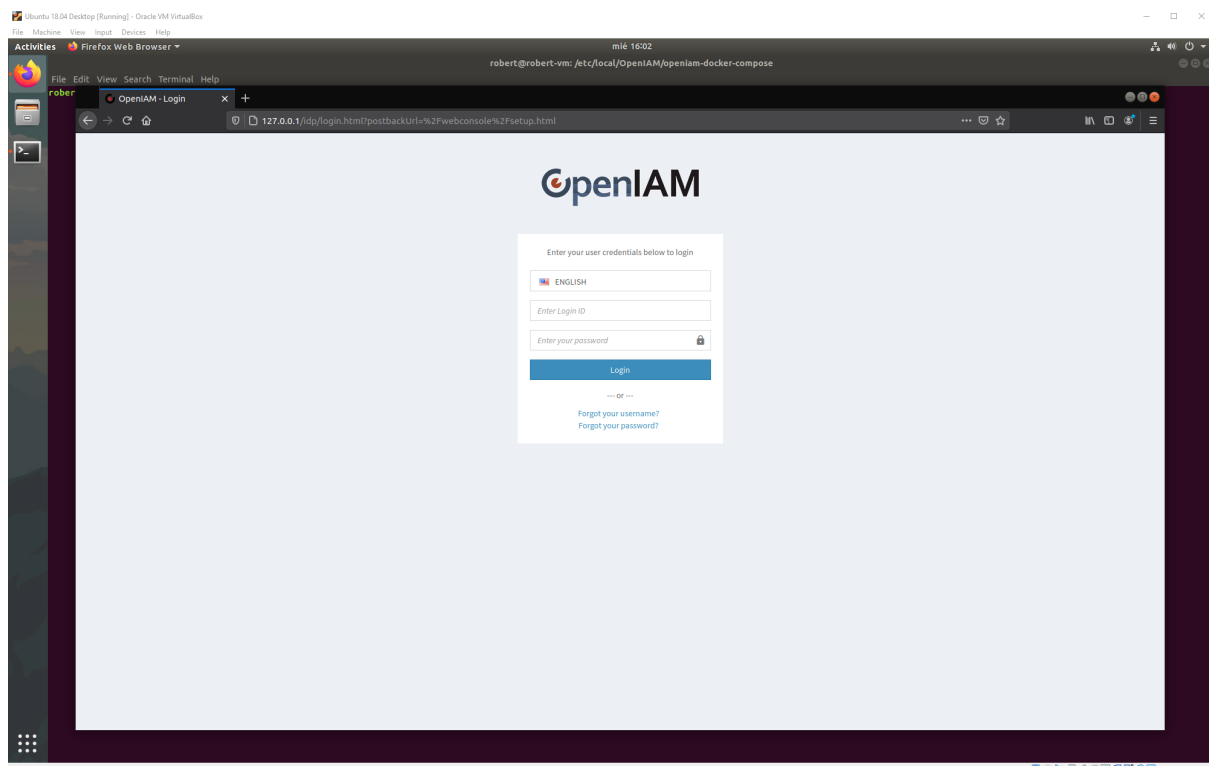 Ubuntu 18.04 Desktop [Running] - Oracle VM VirtualBox
File Machine View Input Devices Help
Activities Firefox Web Browser mié 16:02
robert@robert-vm: /etc/local/OpenIAM/openiam-docker-compose
File Edit View Search Terminal Help
rober
OpenIAM - Login
127.0.0.1/idp/login.html?postbackUrl=%2Fwebconsole%2Fsetup.html
OpenIAM
Enter your user credentials below to login
ENGLISH
Enter Login ID
Enter your password
Login
--- or ---
Forgot your username?
Forgot your password?